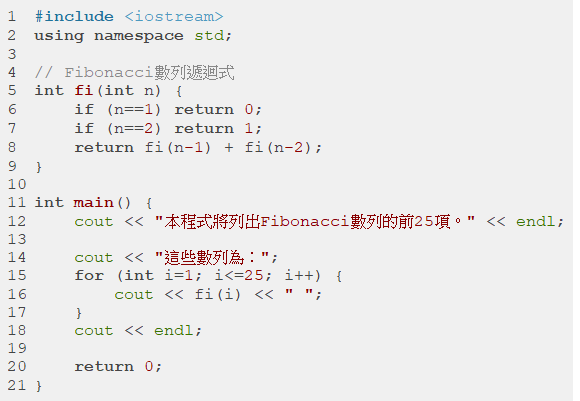 1 #include <iostream>
2 using namespace std;
3
4 // Fibonacci數列遞迴式
5 int fi(int n) {
6     if (n==1) return 0;
7     if (n==2) return 1;
8     return fi(n-1) + fi(n-2);
9 }
10
11 int main() {
12     cout << "本程式將列出Fibonacci數列的前25項。" << endl;
13
14     cout << "這些數列為：";
15     for (int i=1; i<=25; i++) {
16         cout << fi(i) << " ";
17     }
18     cout << endl;
19
20     return 0;
21 }